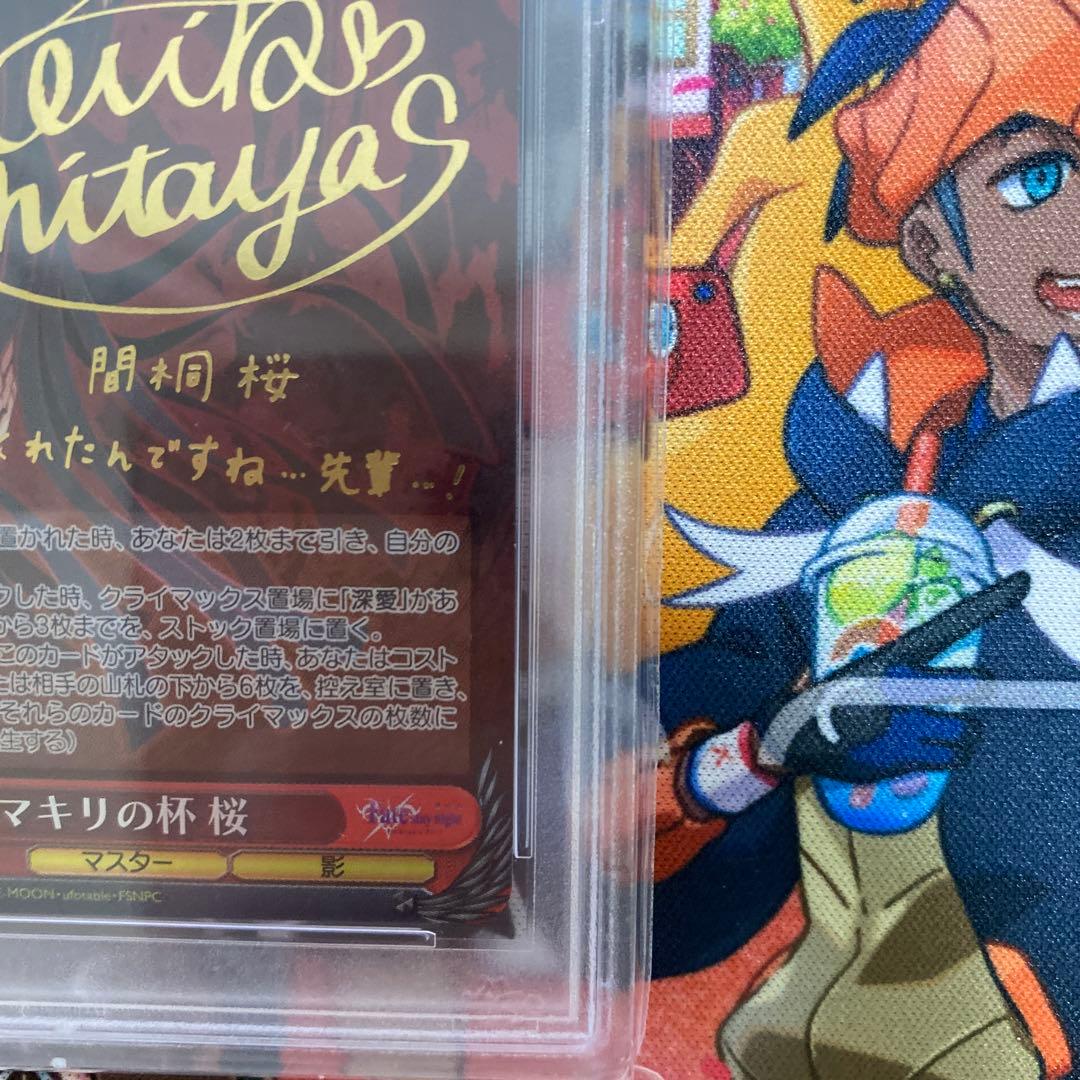 eita♡
hitaya
間桐 桜
くれたんですね…先輩…!
置かれた時、あなたは2枚まで引き、自分の
クした時、クライマックス置場に「深愛」があ
から3枚までを、ストック置場に置く。
このカードがアタックした時、あなたはコスト
たは相手の山札の下から6枚を、控え室に置き、
それらのカードのクライマックスの枚数に
生する)
マキリの杯 桜
Fate stay night
マスター 影
MOON・ufotable・FSNPC